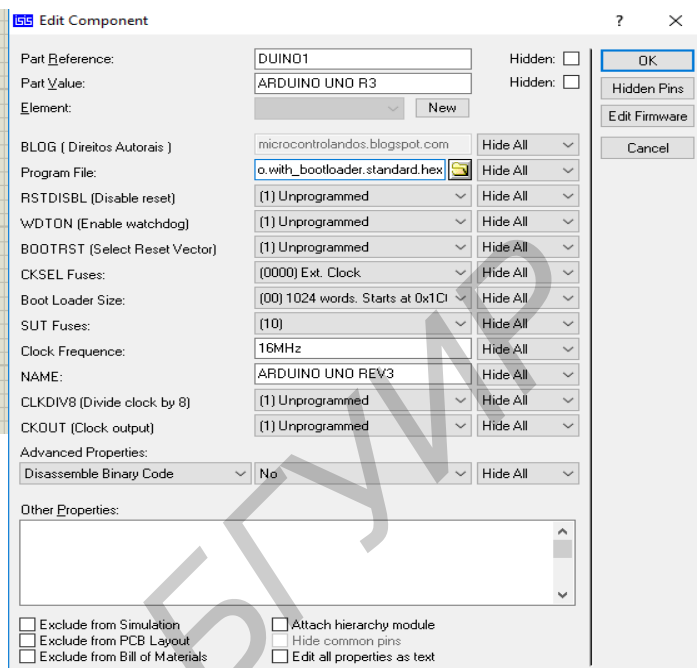 ISIS Edit Component ? ×
Part Reference: DUINO1 Hidden: OK
Part Value: ARDUINO UNO R3 Hidden: Hidden Pins
Element: New Edit Firmware
BLOG ( Direitos Autorais ) microcontrolandos.blogspot.com Hide All Cancel
Program File: o.with_bootloader.standard.hex Hide All
RSTDISBL (Disable reset) (1) Unprogrammed Hide All
WDTON (Enable watchdog) (1) Unprogrammed Hide All
BOOTRST (Select Reset Vector) (1) Unprogrammed Hide All
CKSEL Fuses: (0000) Ext. Clock Hide All
Boot Loader Size: (00) 1024 words. Starts at 0x1C Hide All
SUT Fuses: (10) Hide All
Clock Frequence: 16MHz Hide All
NAME: ARDUINO UNO REV3 Hide All
CLKDIV8 (Divide clock by 8) (1) Unprogrammed Hide All
CKOUT (Clock output) (1) Unprogrammed Hide All
Advanced Properties:
Disassemble Binary Code No Hide All
Other Properties:
Exclude from Simulation Attach hierarchy module
Exclude from PCB Layout Hide common pins
Exclude from Bill of Materials Edit all properties as text
БГУИР